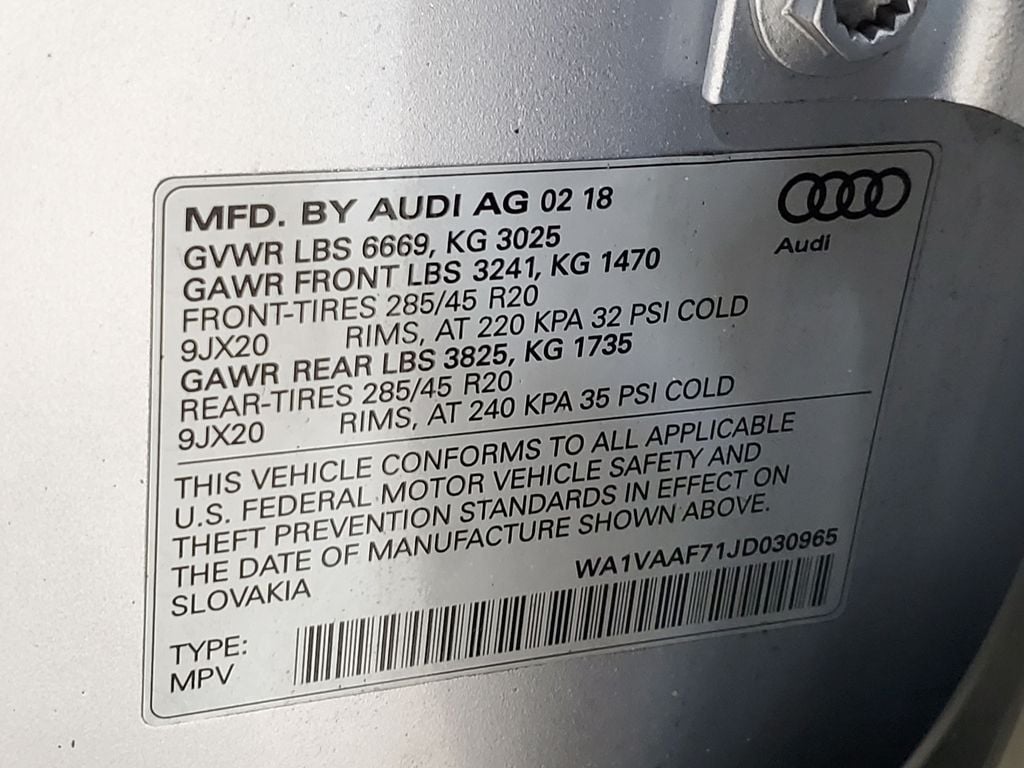 MFD. BY AUDI AG 02 18
Audi
GVWR LBS 6669, KG 3025
GAWR FRONT LBS 3241, KG 1470
FRONT-TIRES 285/45 R20
9JX20 RIMS, AT 220 KPA 32 PSI COLD
GAWR REAR LBS 3825, KG 1735
REAR-TIRES 285/45 R20
9JX20 RIMS, AT 240 KPA 35 PSI COLD
THIS VEHICLE CONFORMS TO ALL APPLICABLE
U.S. FEDERAL MOTOR VEHICLE SAFETY AND
THEFT PREVENTION STANDARDS IN EFFECT ON
THE DATE OF MANUFACTURE SHOWN ABOVE.
SLOVAKIA WA1VAAF71JD030965
TYPE:
MPV